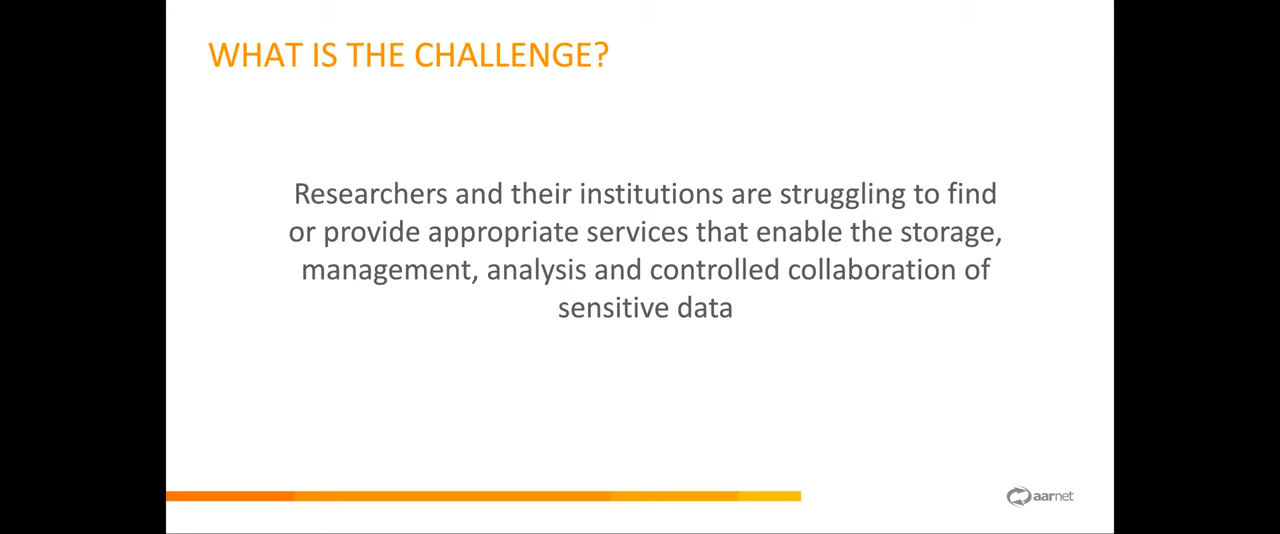 WHAT IS THE CHALLENGE?
Researchers and their institutions are struggling to find
or provide appropriate services that enable the storage,
management, analysis and controlled collaboration of
sensitive data
aarnet